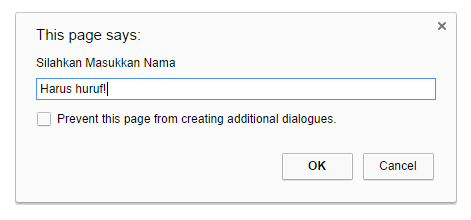 This page says:
Silahkan Masukkan Nama
Harus huruf!
Prevent this page from creating additional dialogues.
OK Cancel